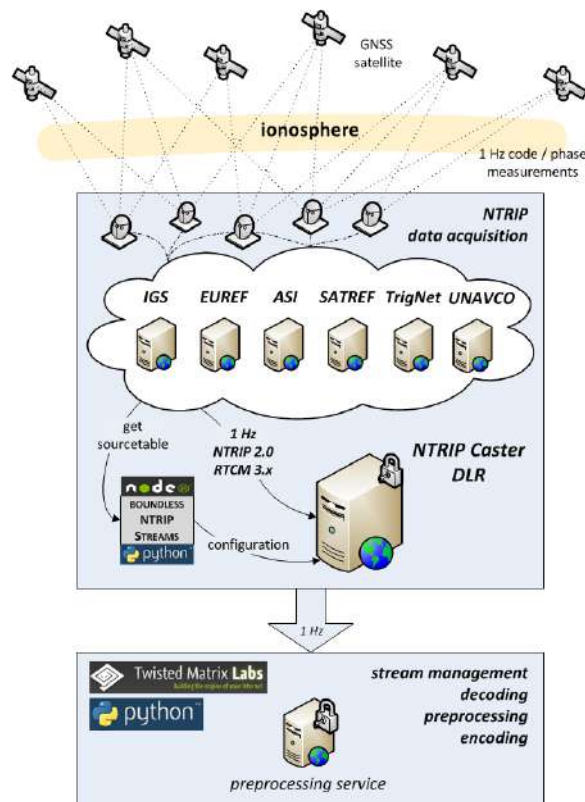 GNSS
satellite
ionosphere
1 Hz code / phase
measurements
NTRIP
data acquisition
IGS EUREF ASI SATREF TrigNet UNAVCO
get
sourcetable
1 Hz
NTRIP 2.0
RTCM 3.x
NTRIP Caster
DLR
node
BOUNDLESS
NTRIP
STREAMS
python
configuration
1 Hz
Twisted Matrix Labs
python
stream management
decoding
preprocessing
encoding
preprocessing service